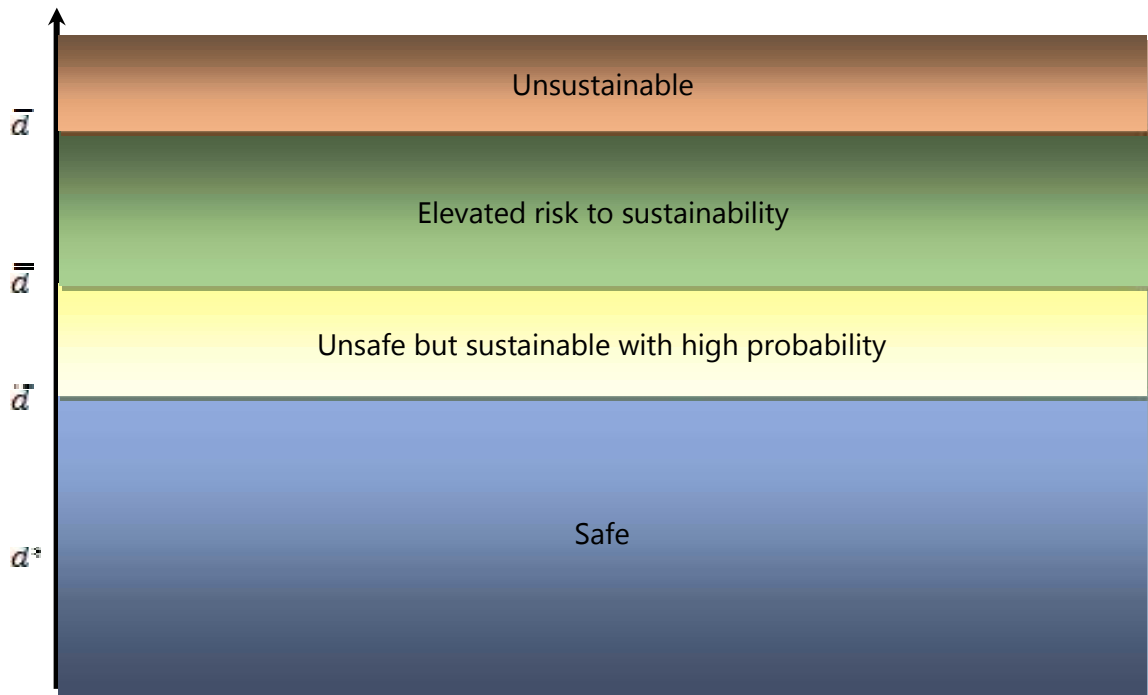 Unsustainable
d̅
Elevated risk to sustainability
d̿
Unsafe but sustainable with high probability
Safe
d*